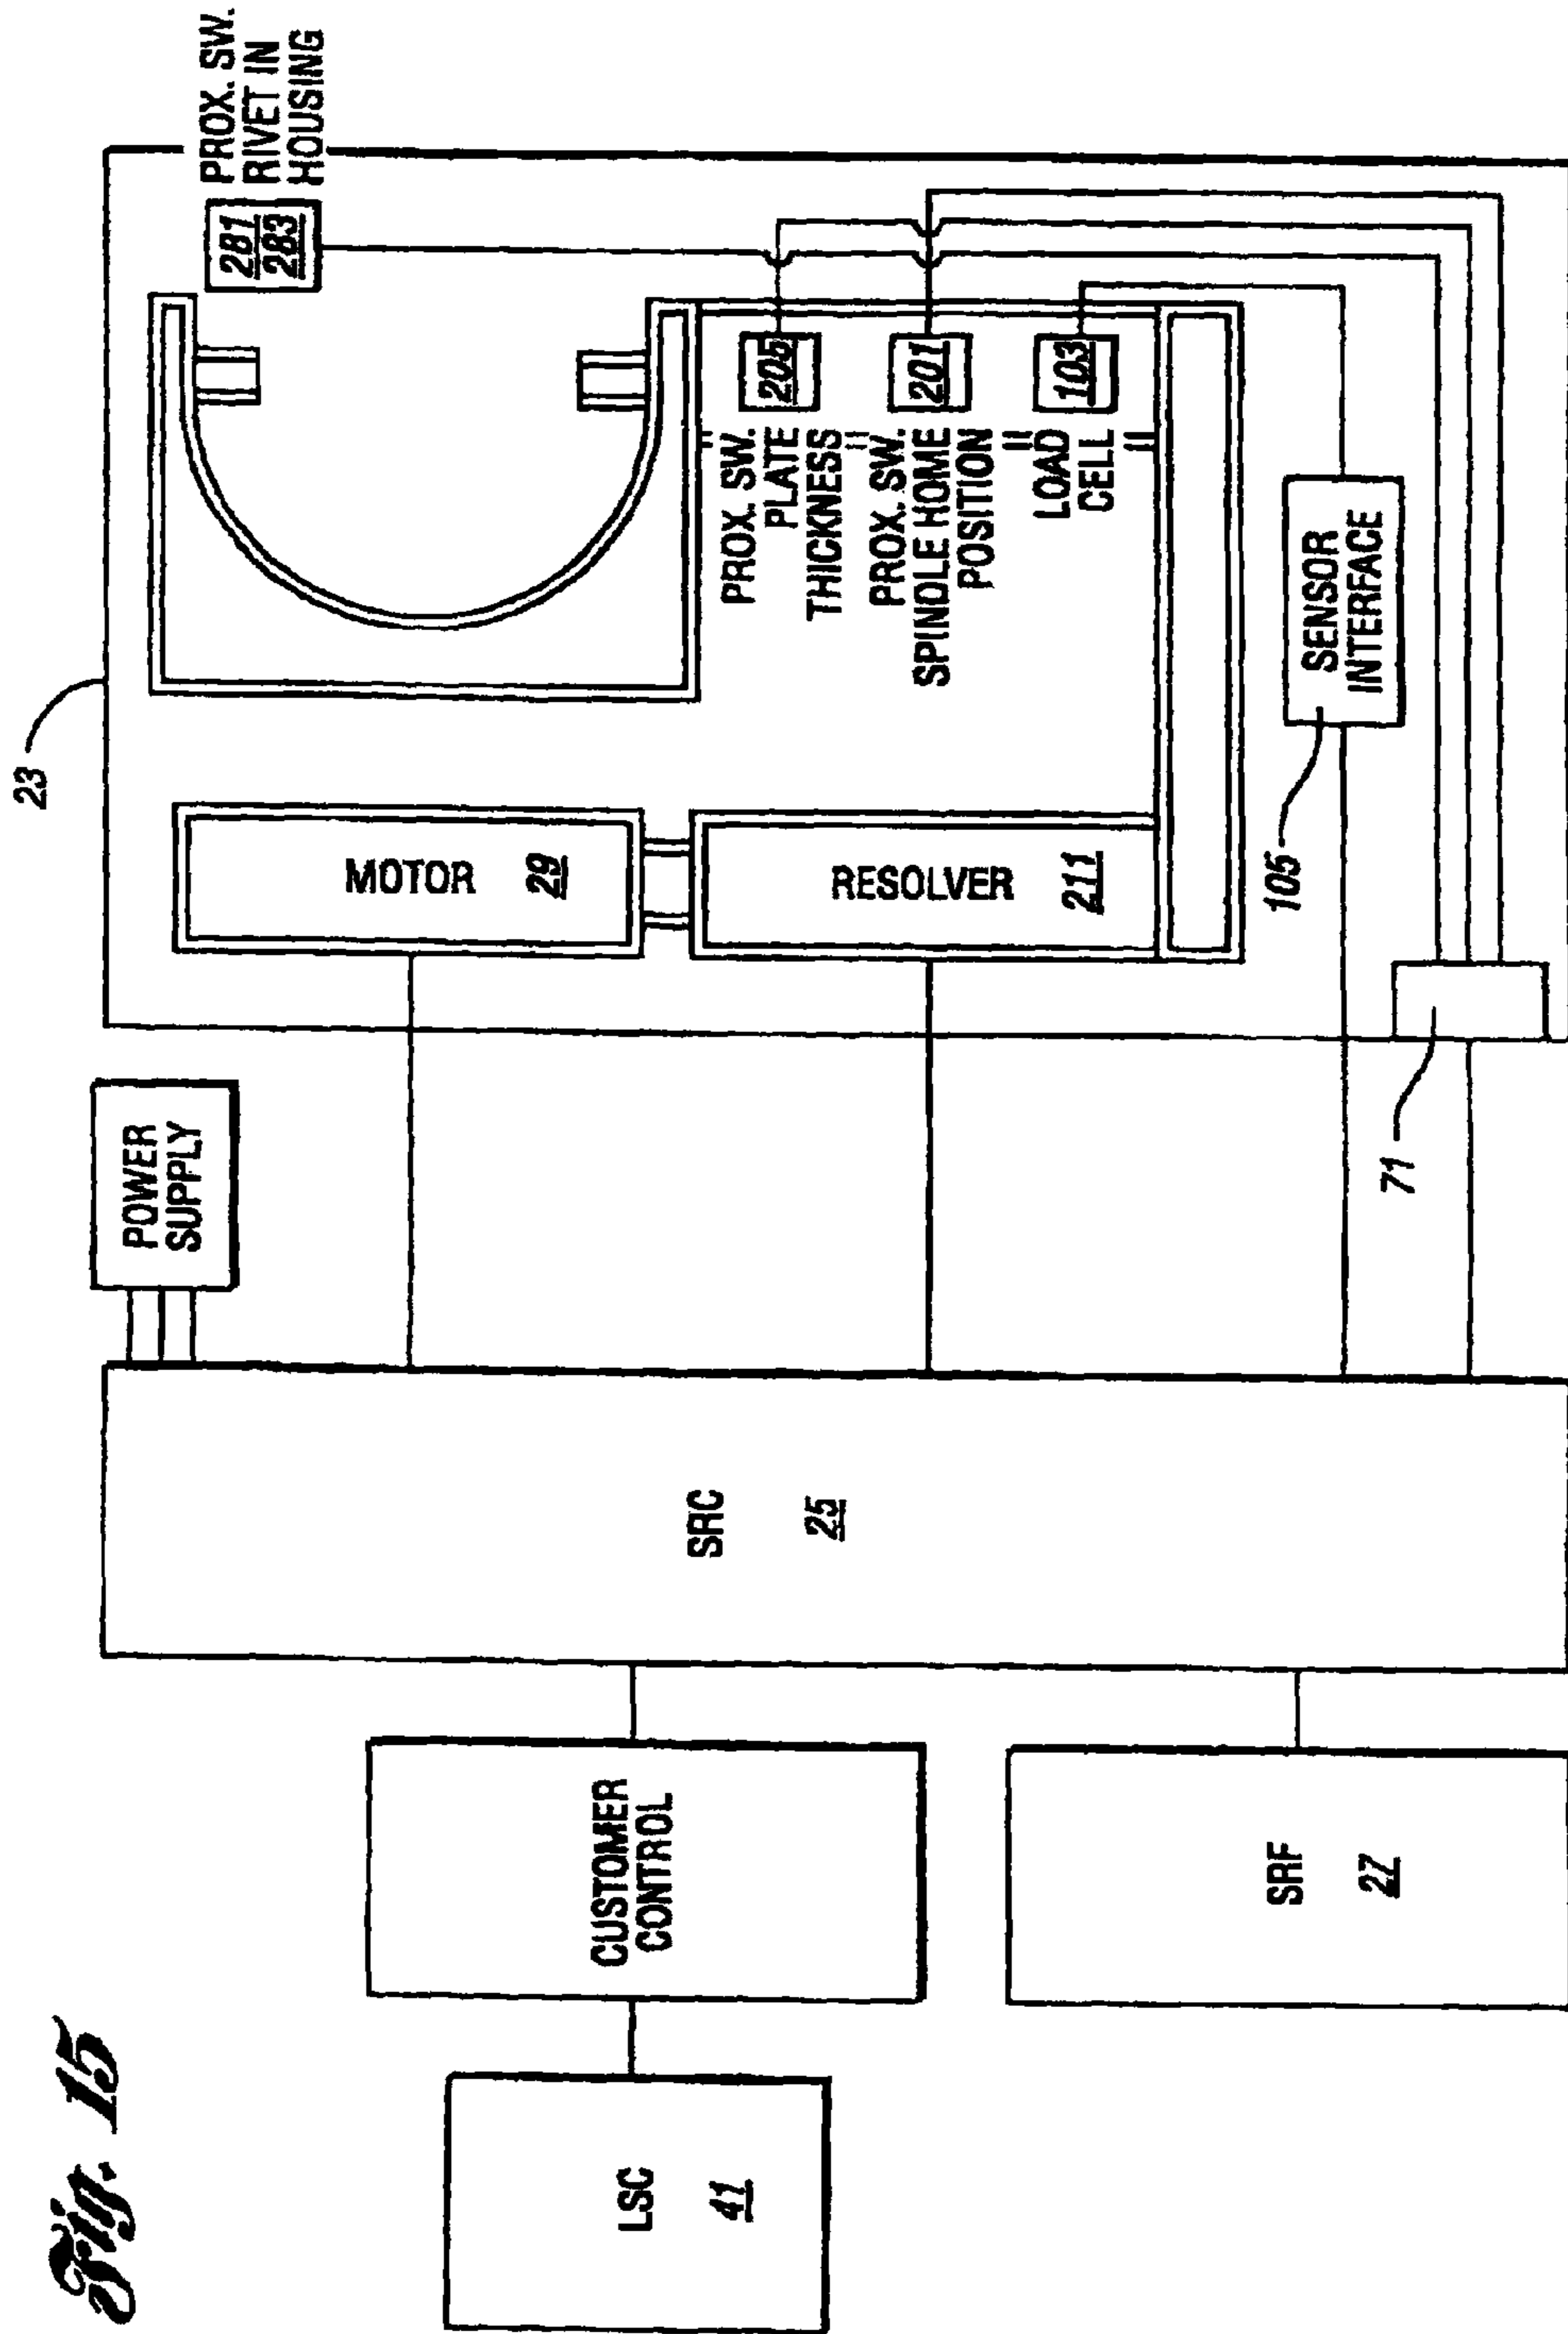 Fig. 15
23
PROX. SW.
RIVET IN
HOUSING
281
283
POWER
SUPPLY
MOTOR 29
RESOLVER 211
PROX. SW.
PLATE
THICKNESS
205
PROX. SW.
SPINDLE HOME
POSITION
201
LOAD
CELL
103
SENSOR
INTERFACE
105
71
SRC
25
CUSTOMER
CONTROL
LSC
41
SRF
27